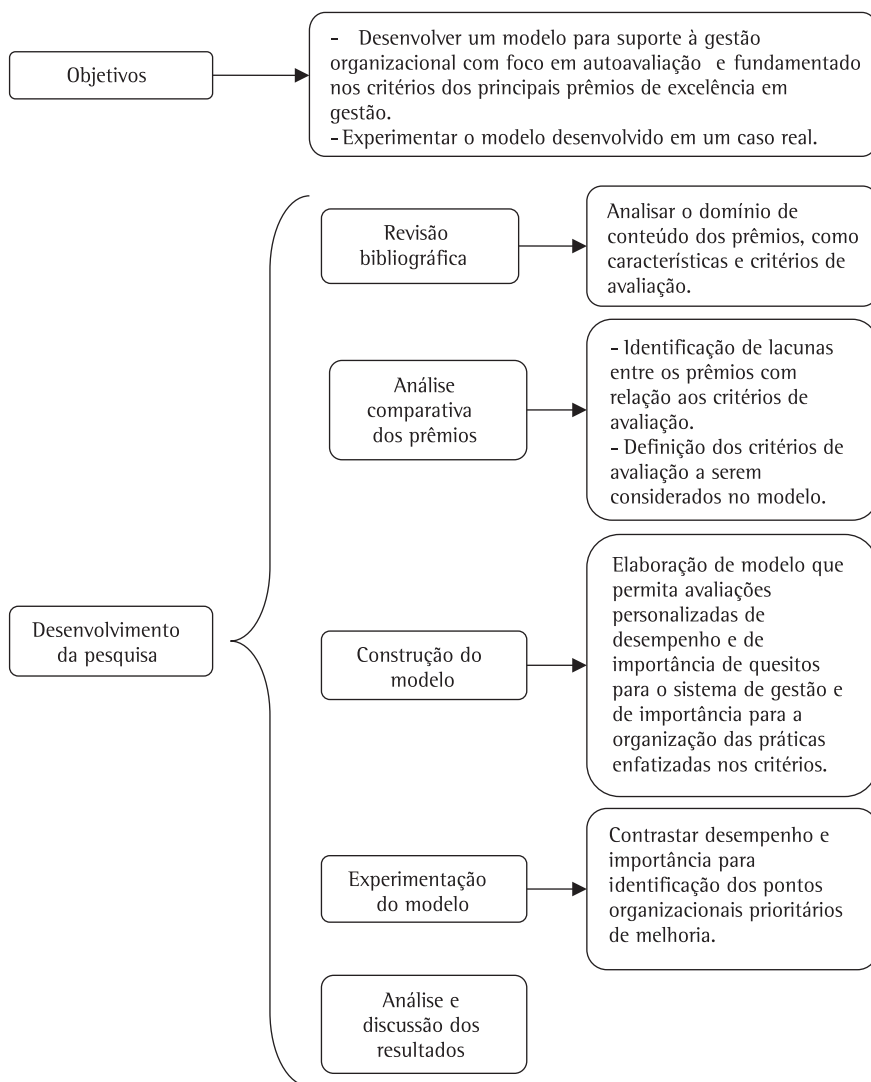 Objetivos
- Desenvolver um modelo para suporte à gestão
organizacional com foco em autoavaliação e fundamentado
nos critérios dos principais prêmios de excelência em
gestão.
- Experimentar o modelo desenvolvido em um caso real.
Desenvolvimento
da pesquisa
Revisão
bibliográfica
Analisar o domínio de
conteúdo dos prêmios, como
características e critérios de
avaliação.
Análise
comparativa
dos prêmios
- Identificação de lacunas
entre os prêmios com
relação aos critérios de
avaliação.
- Definição dos critérios de
avaliação a serem
considerados no modelo.
Construção do
modelo
Elaboração de modelo que
permita avaliações
personalizadas de
desempenho e de
importância de quesitos
para o sistema de gestão e
de importância para a
organização das práticas
enfatizadas nos critérios.
Experimentação
do modelo
Contrastar desempenho e
importância para
identificação dos pontos
organizacionais prioritários
de melhoria.
Análise e
discussão dos
resultados